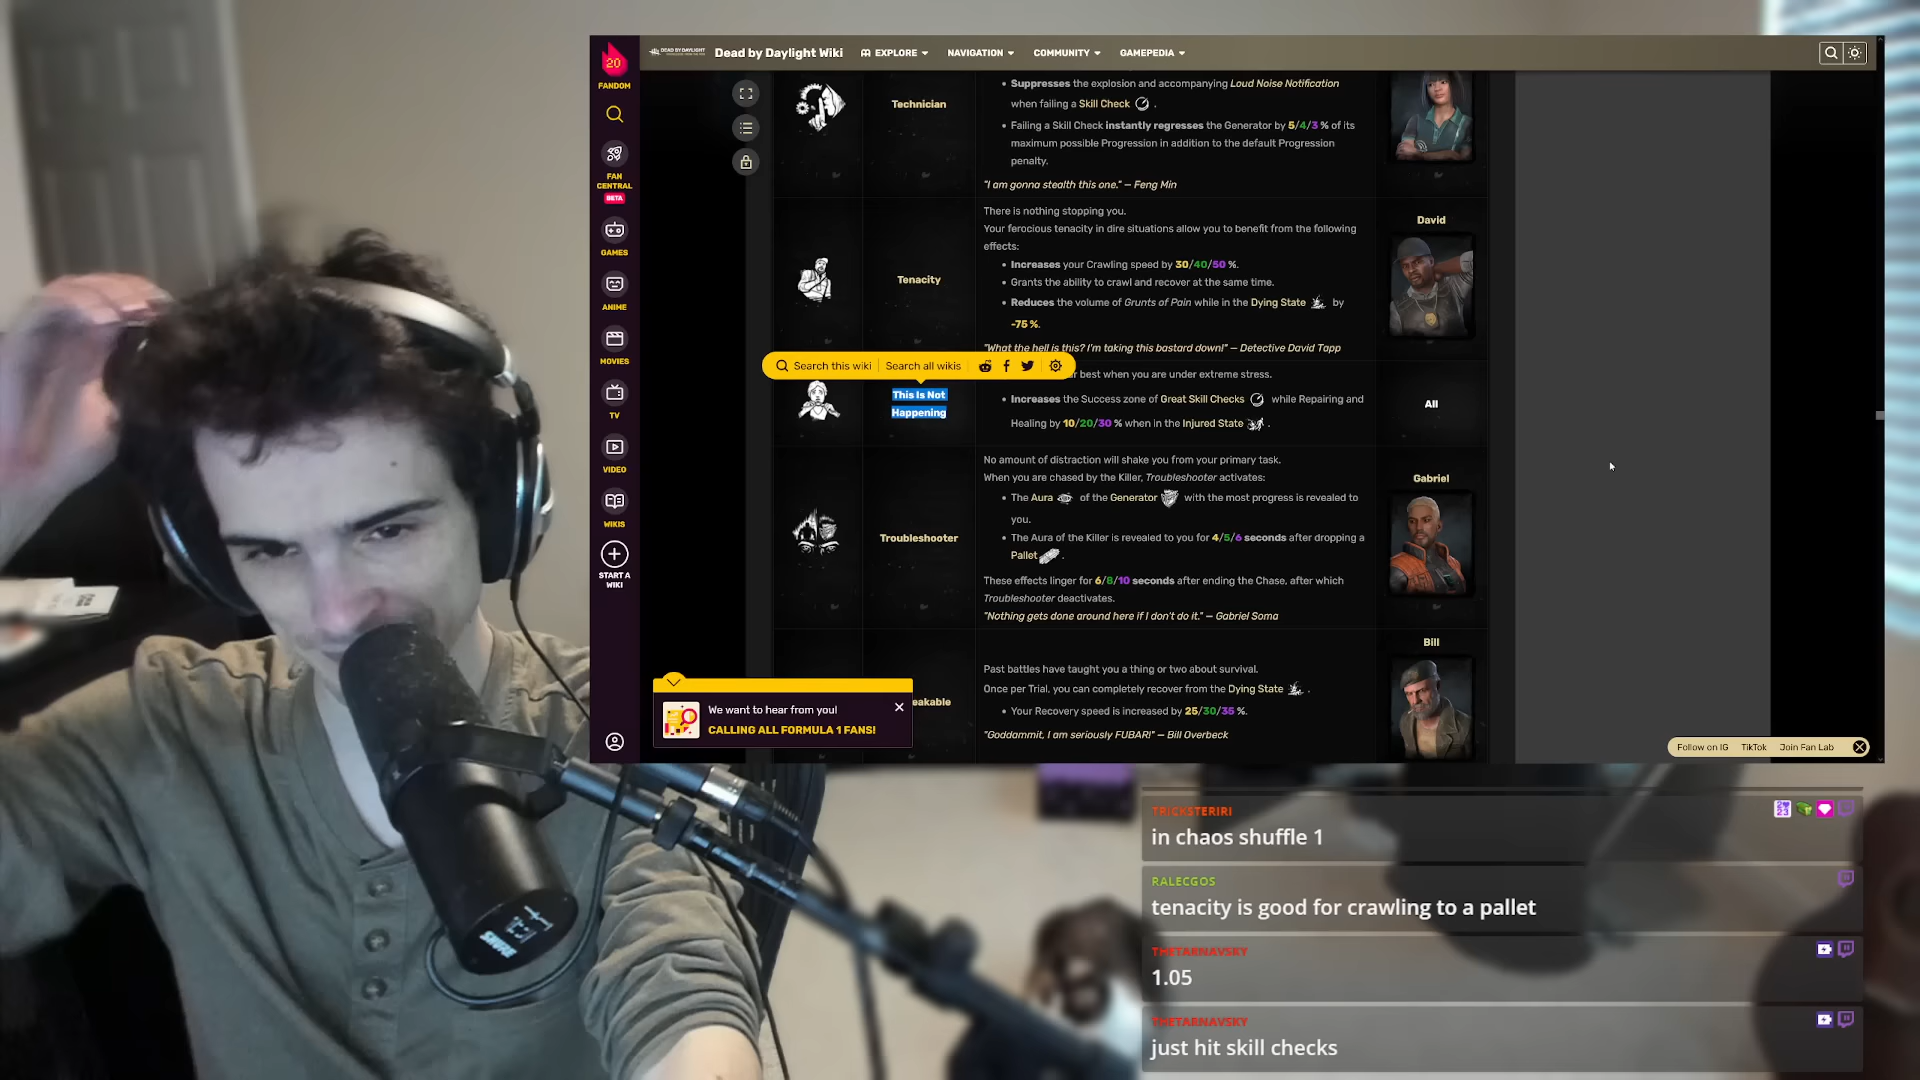 20
FANDOM
FAN
CENTRAL
BETA
GAMES
ANIME
MOVIES
TV
VIDEO
WIKIS
START A
WIKI
DEAD BY DAYLIGHT
Dead by Daylight Wiki
EXPLORE
NAVIGATION
COMMUNITY
GAMEPEDIA
Technician
Suppresses the explosion and accompanying Loud Noise Notification
when failing a Skill Check .
Failing a Skill Check instantly regresses the Generator by 5/4/3 % of its
maximum possible Progression in addition to the default Progression
penalty.
"I am gonna stealth this one." — Feng Min
Tenacity
There is nothing stopping you.
Your ferocious tenacity in dire situations allow you to benefit from the following
effects:
Increases your Crawling speed by 30/40/50 %.
Grants the ability to crawl and recover at the same time.
Reduces the volume of Grunts of Pain while in the Dying State by
-75 %.
"What the hell is this? I'm taking this bastard down!" — Detective David Tapp
David
Search this wiki
Search all wikis
This Is Not
Happening
best when you are under extreme stress.
Increases the Success zone of Great Skill Checks while Repairing and
Healing by 10/20/30 % when in the Injured State .
All
Troubleshooter
No amount of distraction will shake you from your primary task.
When you are chased by the Killer, Troubleshooter activates:
The Aura of the Generator with the most progress is revealed to
you.
The Aura of the Killer is revealed to you for 4/5/6 seconds after dropping a
Pallet .
These effects linger for 6/8/10 seconds after ending the Chase, after which
Troubleshooter deactivates.
"Nothing gets done around here if I don't do it." — Gabriel Soma
Gabriel
eakable
Past battles have taught you a thing or two about survival.
Once per Trial, you can completely recover from the Dying State .
Your Recovery speed is increased by 25/30/35 %.
"Goddammit, I am seriously FUBAR!" — Bill Overbeck
Bill
We want to hear from you!
CALLING ALL FORMULA 1 FANS!
Follow on IG
TikTok
Join Fan Lab
SHURE
TRICKSTERIRI
in chaos shuffle 1
RALECGOS
tenacity is good for crawling to a pallet
THETARNAVSKY
1.05
THETARNAVSKY
just hit skill checks